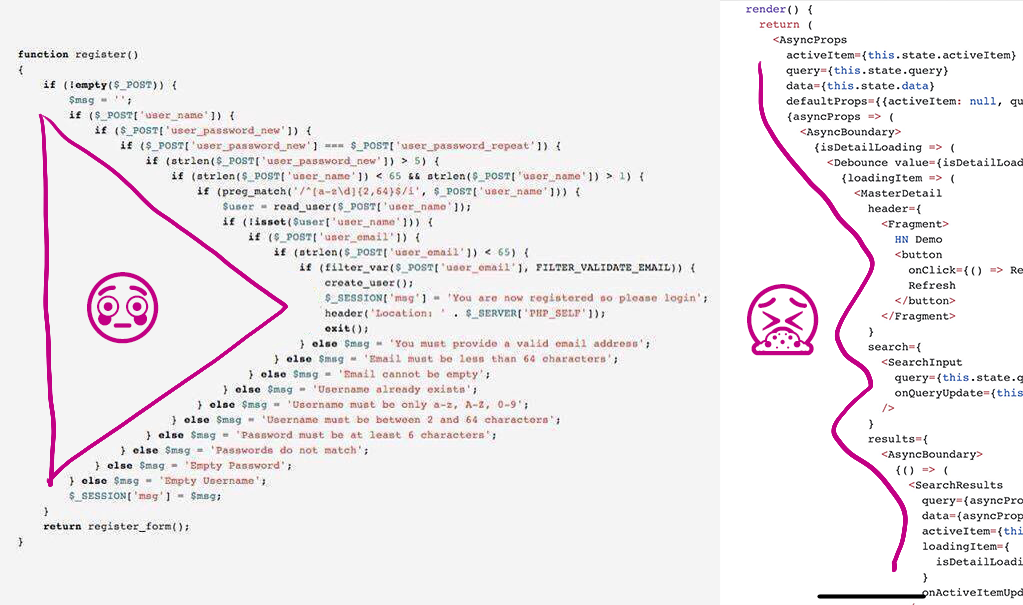 function register()
{
if (!empty($_POST)) {
$msg = '';
if ($_POST['user_name']) {
if ($_POST['user_password_new']) {
if ($_POST['user_password_new'] === $_POST['user_password_repeat']) {
if (strlen($_POST['user_password_new']) > 5) {
if (strlen($_POST['user_name']) < 65 && strlen($_POST['user_name']) > 1) {
if (preg_match('/^[a-z\d]{2,64}$/i', $_POST['user_name'])) {
$user = read_user($_POST['user_name']);
if (!isset($user['user_name'])) {
if ($_POST['user_email']) {
if (strlen($_POST['user_email']) < 65) {
if (filter_var($_POST['user_email'], FILTER_VALIDATE_EMAIL)) {
create_user();
$_SESSION['msg'] = 'You are now registered so please login';
header('Location: ' . $_SERVER['PHP_SELF']);
exit();
} else $msg = 'You must provide a valid email address';
} else $msg = 'Email must be less than 64 characters';
} else $msg = 'Email cannot be empty';
} else $msg = 'Username already exists';
} else $msg = 'Username must be only a-z, A-Z, 0-9';
} else $msg = 'Username must be between 2 and 64 characters';
} else $msg = 'Password must be at least 6 characters';
} else $msg = 'Passwords do not match';
} else $msg = 'Empty Password';
} else $msg = 'Empty Username';
$_SESSION['msg'] = $msg;
}
return register_form();
}
render() {
return (
<AsyncProps
activeItem={this.state.activeItem}
query={this.state.query}
data={this.state.data}
defaultProps={{activeItem: null, qu
{asyncProps => (
<AsyncBoundary>
{isDetailLoading => (
<Debounce value={isDetailLoad
{loadingItem => (
<MasterDetail
header={
<Fragment>
HN Demo
<button
onClick={() => Re
Refresh
</button>
</Fragment>
}
search={
<SearchInput
query={this.state.q
onQueryUpdate={this
/>
}
results={
<AsyncBoundary>
{() => (
<SearchResults
query={asyncPro
data={asyncProp
activeItem={thi
loadingItem={
isDetailLoadi
}
onActiveItemUpd